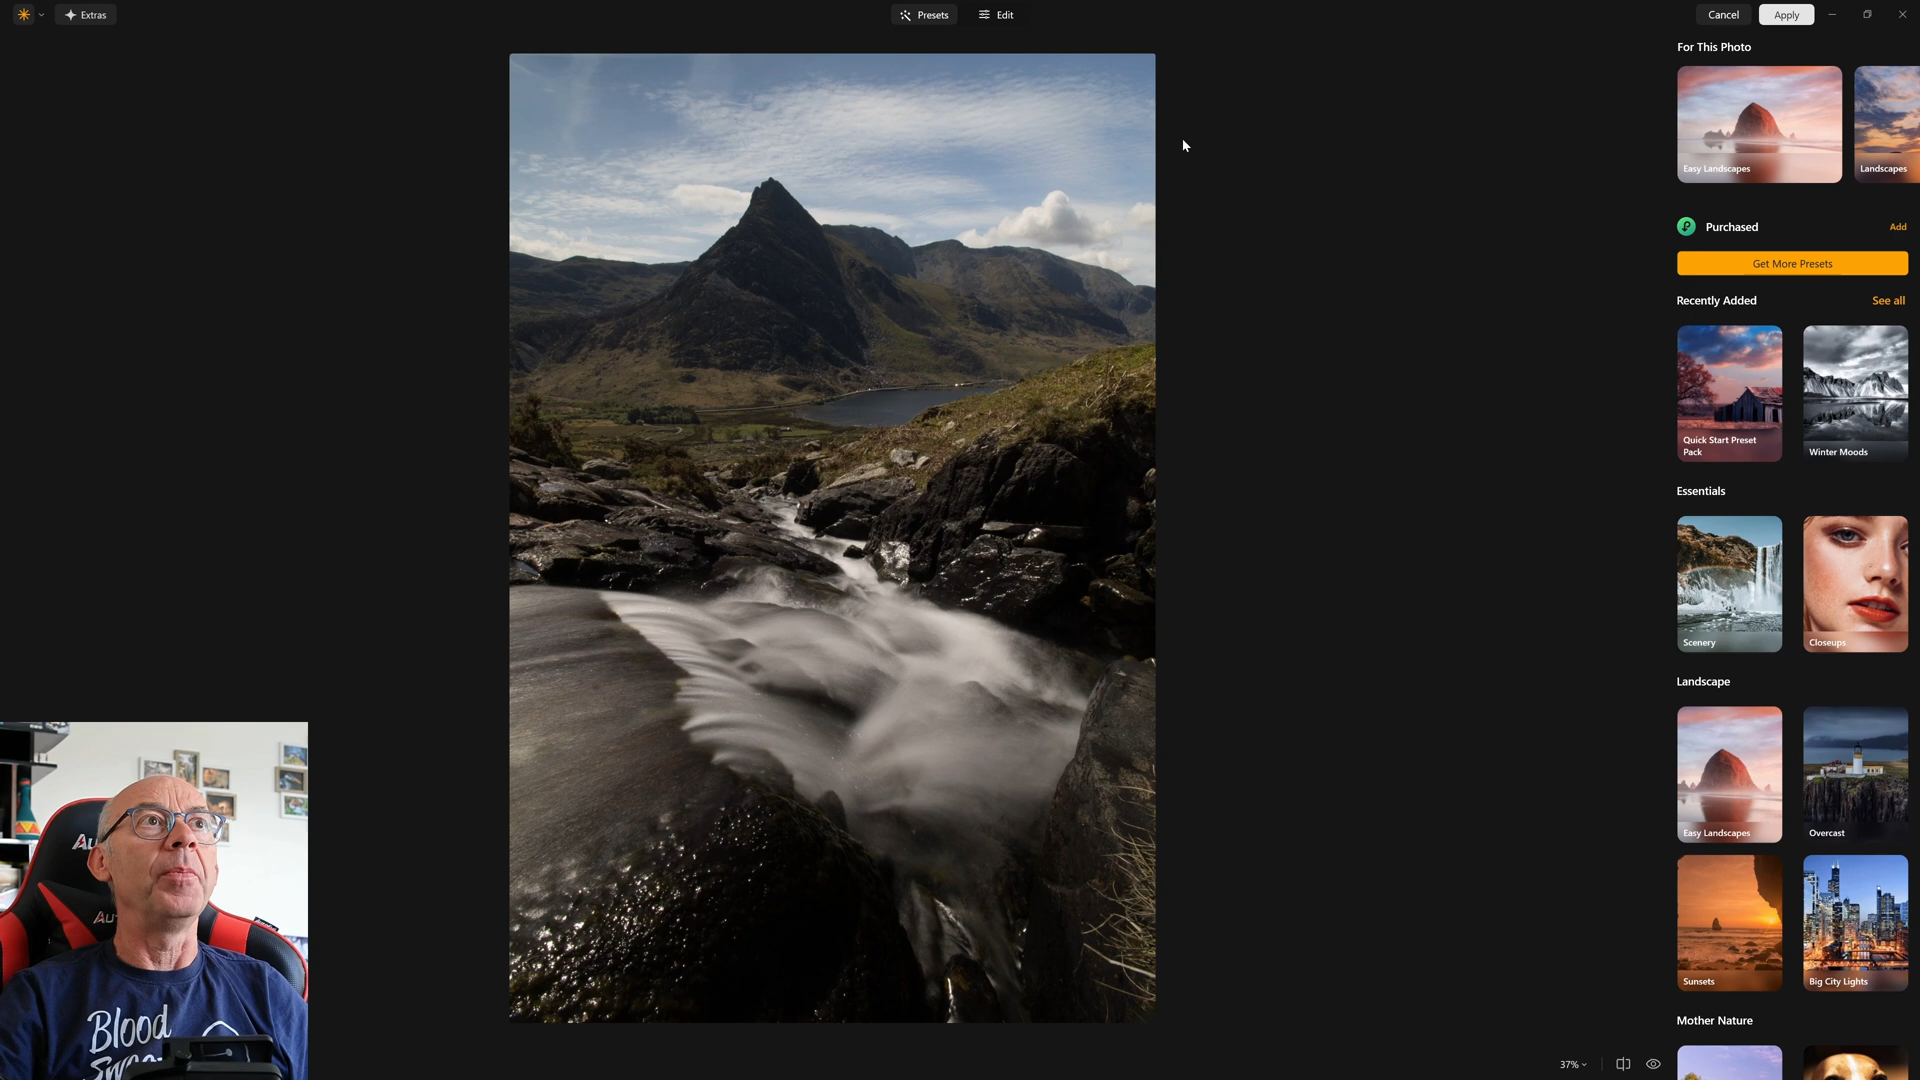 Extras
Presets
Edit
Cancel
Apply
For This Photo
Easy Landscapes
Landscapes
Purchased
Add
Get More Presets
Recently Added
See all
Quick Start Preset
Pack
Winter Moods
Essentials
Scenery
Closeups
Landscape
Easy Landscapes
Overcast
Sunsets
Big City Lights
Mother Nature
37%
Blood